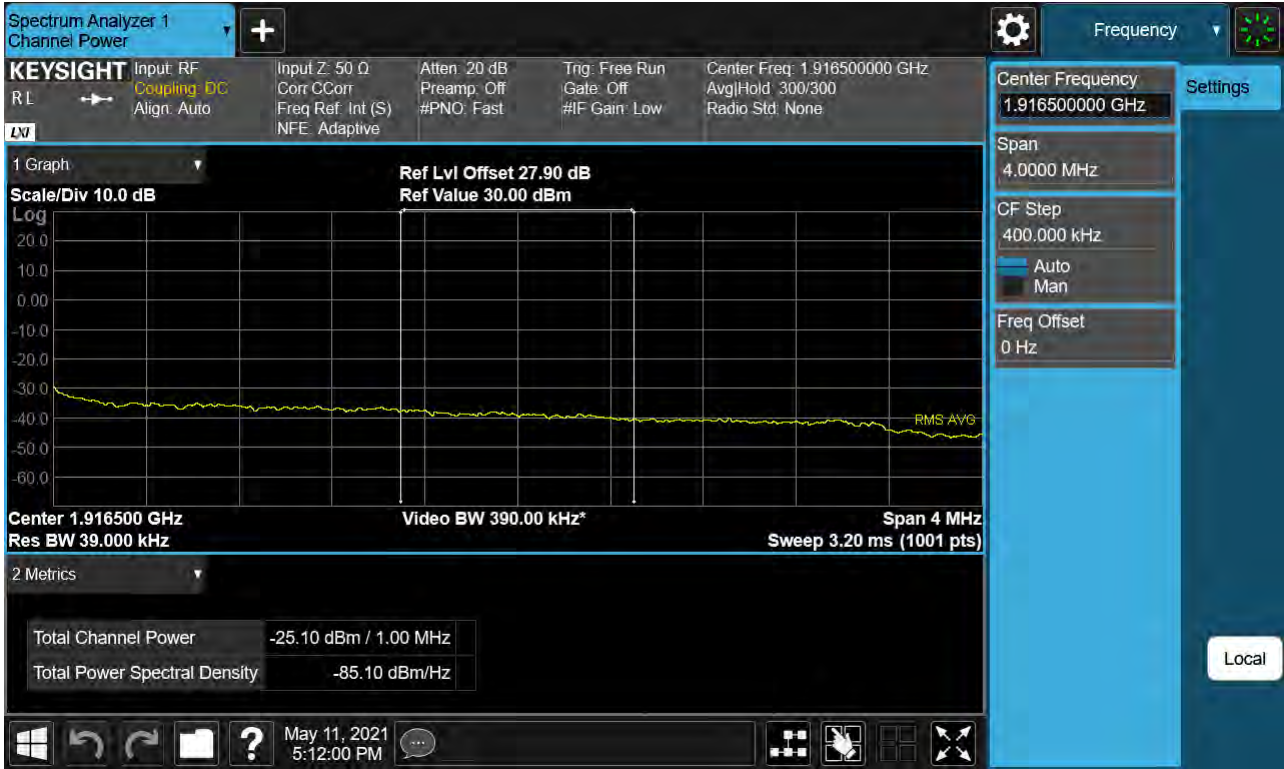 Spectrum Analyzer 1
Channel Power
+
Frequency
KEYSIGHT
R L
LXI
Input: RF
Coupling: DC
Align: Auto
Input Z: 50 Ω
Corr CCorr
Freq Ref: Int (S)
NFE: Adaptive
Atten: 20 dB
Preamp: Off
#PNO: Fast
Trig: Free Run
Gate: Off
#IF Gain: Low
Center Freq: 1.916500000 GHz
Avg|Hold: 300/300
Radio Std: None
Center Frequency
1.916500000 GHz
Settings
Span
4.0000 MHz
CF Step
400.000 kHz
Auto
Man
Freq Offset
0 Hz
Local
1 Graph
Scale/Div 10.0 dB
Ref Lvl Offset 27.90 dB
Ref Value 30.00 dBm
Log
20.0
10.0
0.00
-10.0
-20.0
-30.0
-40.0
-50.0
-60.0
RMS AVG
Center 1.916500 GHz
Video BW 390.00 kHz*
Span 4 MHz
Res BW 39.000 kHz
Sweep 3.20 ms (1001 pts)
2 Metrics
Total Channel Power -25.10 dBm / 1.00 MHz
Total Power Spectral Density -85.10 dBm/Hz
?
May 11, 2021
5:12:00 PM